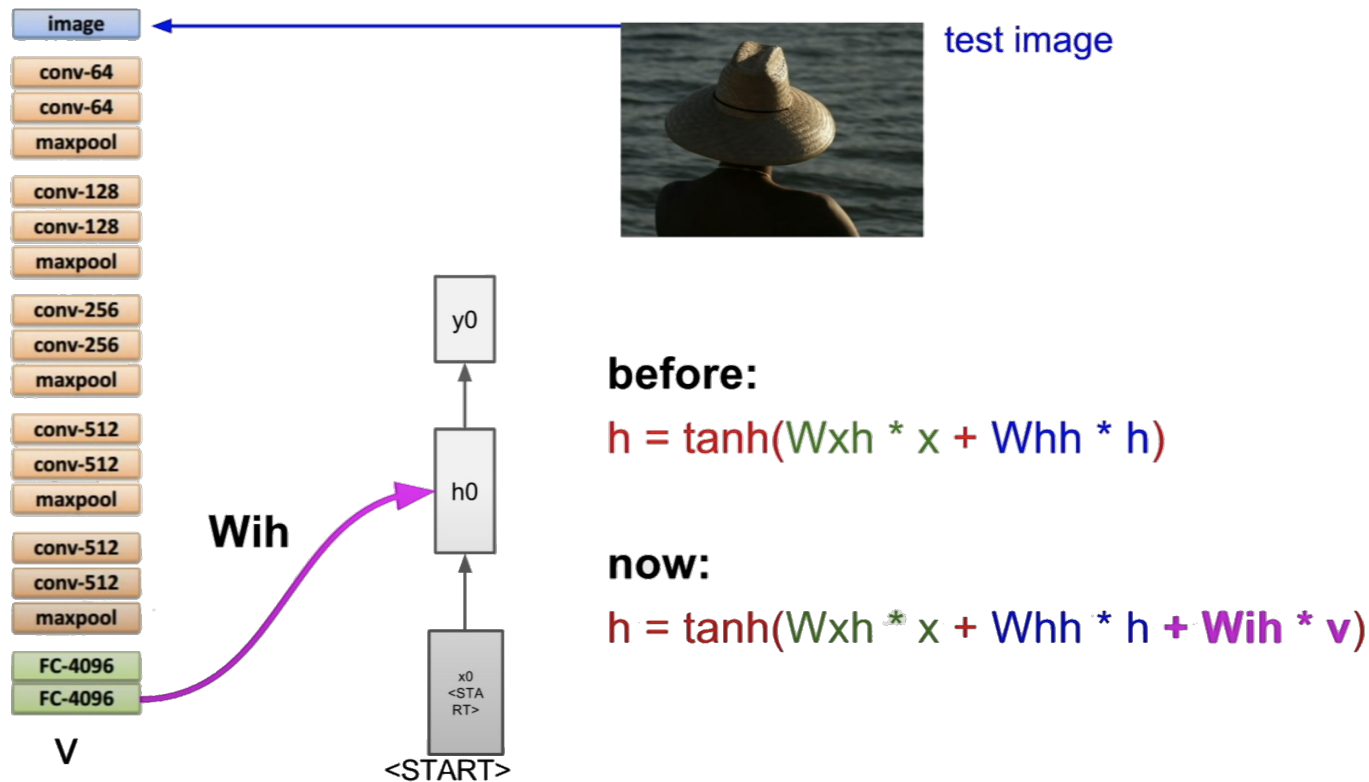 image
test image
conv-64
conv-64
maxpool
conv-128
conv-128
maxpool
conv-256
conv-256
maxpool
conv-512
conv-512
maxpool
conv-512
conv-512
maxpool
FC-4096
FC-4096
v
Wih
y0
h0
x0
<STA
RT>
<START>
before:
h = tanh(Wxh * x + Whh * h)
now:
h = tanh(Wxh * x + Whh * h + Wih * v)